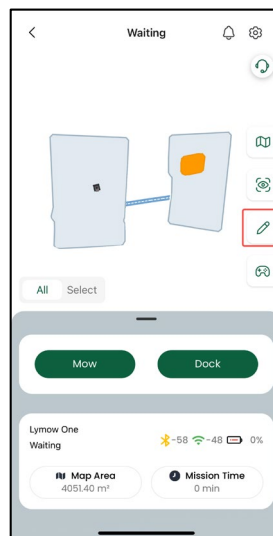 Waiting
All Select
Mow Dock
Lymow One
Waiting
-58 -48 0%
Map Area
4051.40 m²
Mission Time
0 min